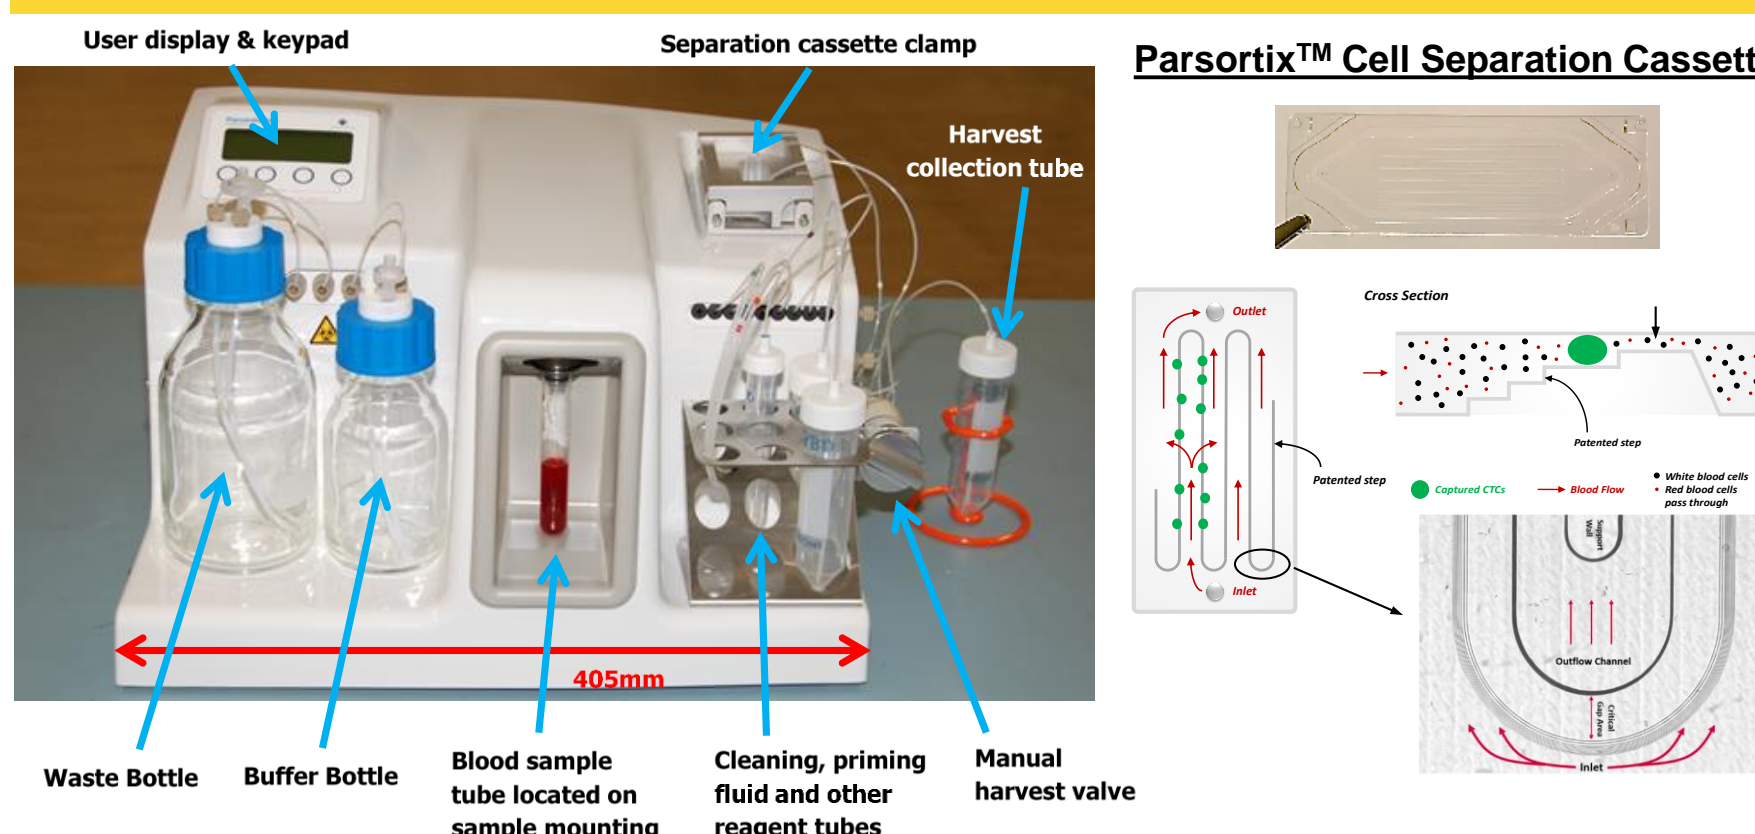 User display & keypad
Separation cassette clamp
Harvest
collection tube
405mm
Waste Bottle
Buffer Bottle
Blood sample
tube located on
sample mounting
Cleaning, priming
fluid and other
reagent tubes
Manual
harvest valve
Parsortix™ Cell Separation Cassett
Outlet
Inlet
Patented step
Cross Section
Patented step
Captured CTCs
Blood Flow
White blood cells
Red blood cells
pass through
Support
Wall
Outflow Channel
Critical
Gap Area
Inlet